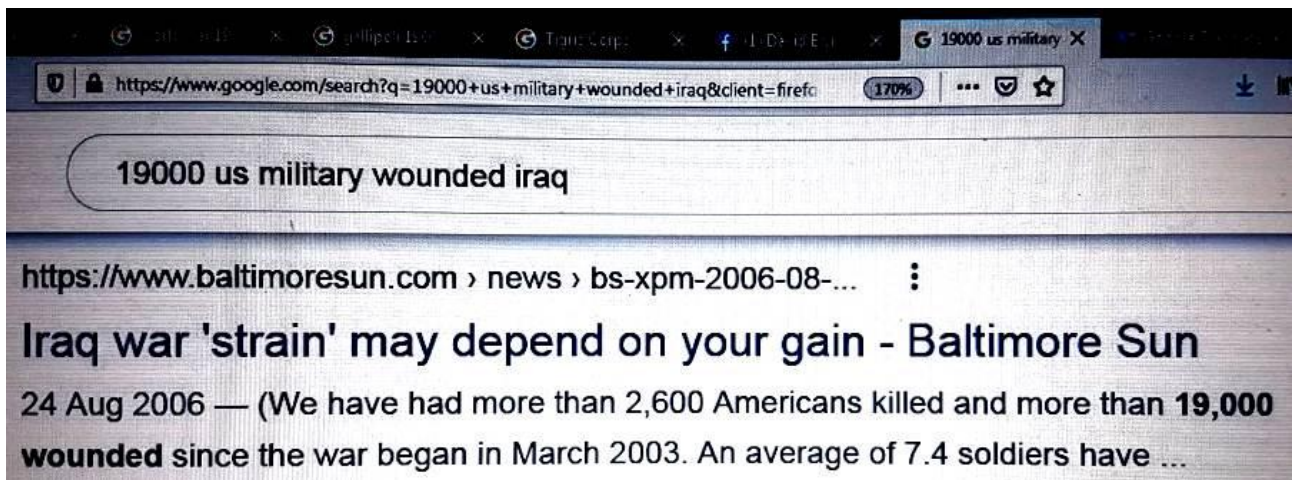 19000 us military
https://www.google.com/search?q=19000+us+military+wounded+iraq&client=firefo
170%
19000 us military wounded iraq
https://www.baltimoresun.com › news › bs-xpm-2006-08-...
Iraq war 'strain' may depend on your gain - Baltimore Sun
24 Aug 2006 — (We have had more than 2,600 Americans killed and more than 19,000
wounded since the war began in March 2003. An average of 7.4 soldiers have ...